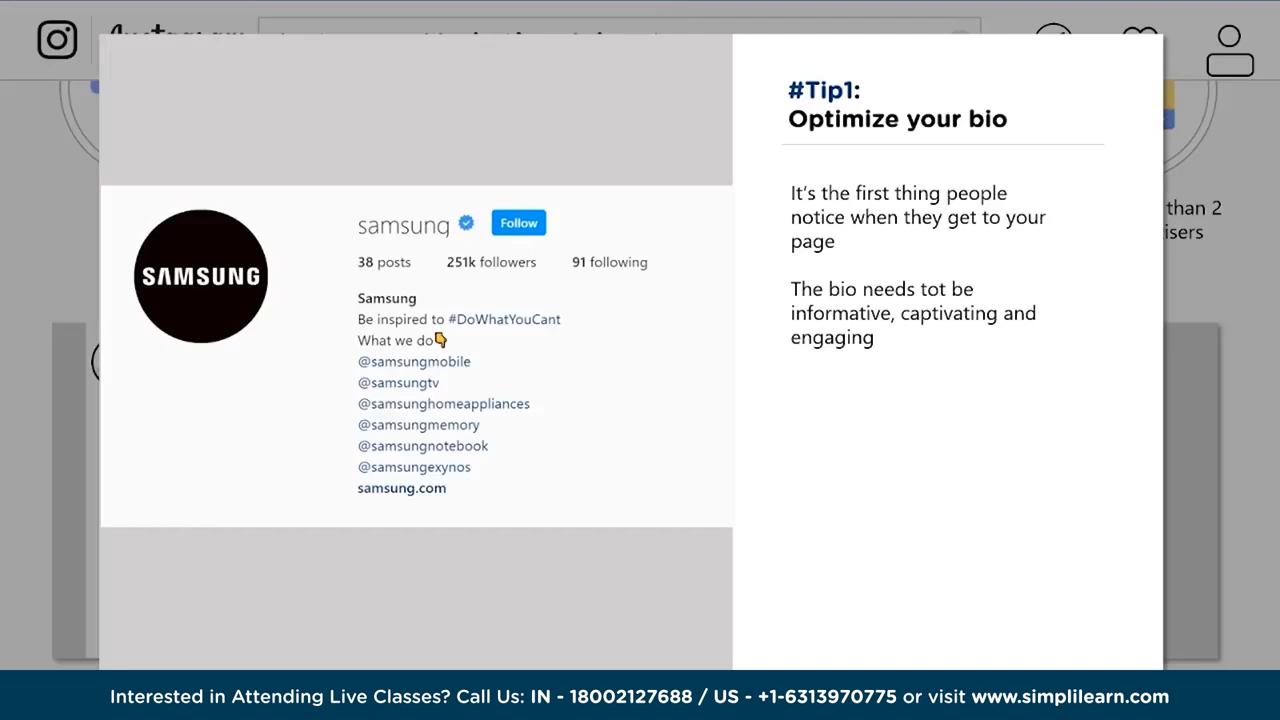 #Tip1:
Optimize your bio
It's the first thing people
notice when they get to your
page
The bio needs tot be
informative, captivating and
engaging
SAMSUNG
samsung Follow
38 posts 251k followers 91 following
Samsung
Be inspired to #DoWhatYouCant
What we do👇
@samsungmobile
@samsungtv
@samsunghomeappliances
@samsungmemory
@samsungnotebook
@samsungexynos
samsung.com
than 2
isers
Interested in Attending Live Classes? Call Us: IN - 18002127688 / US - +1-6313970775 or visit www.simplilearn.com